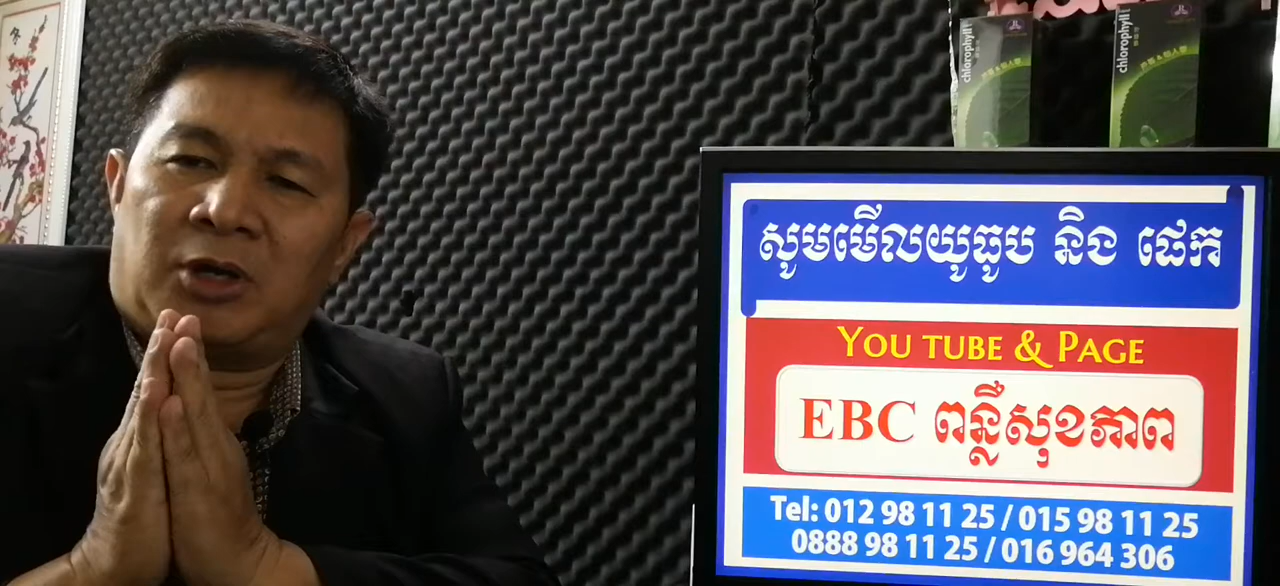 chlorophyll
chlorophyll
សូមមើលយូធូប និង ផេក
YOU TUBE & PAGE
EBC ពន្លឺសុខភាព
Tel: 012 98 11 25 / 015 98 11 25
0888 98 11 25 / 016 964 306